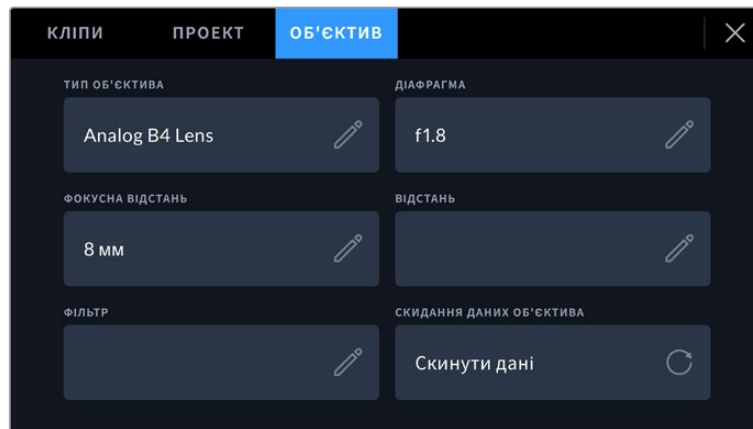 КЛІПИ ПРОЕКТ ОБ'ЄКТИВ
ТИП ОБ'ЄКТИВА ДІАФРАГМА
Analog B4 Lens f1.8
ФОКУСНА ВІДСТАНЬ ВІДСТАНЬ
8 мм
ФІЛЬТР СКИДАННЯ ДАНИХ ОБ'ЄКТИВА
Скинути дані